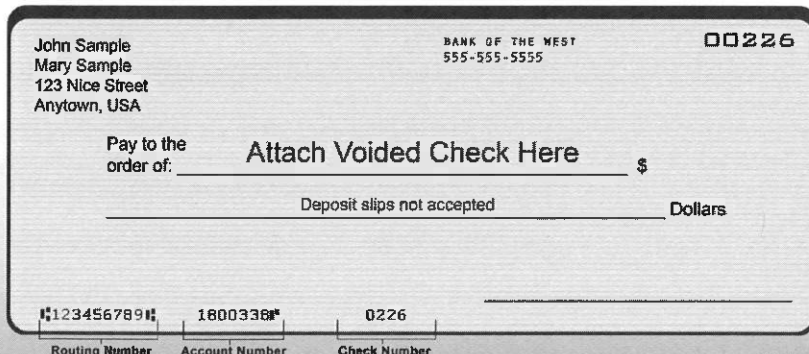 John Sample
Mary Sample
123 Nice Street
Anytown, USA
BANK OF THE WEST
555-555-5555
00226
Pay to the
order of:
Attach Voided Check Here
$
Deposit slips not accepted
Dollars
⑆123456789⑆ 1800338⑈ 0226
Routing Number Account Number Check Number